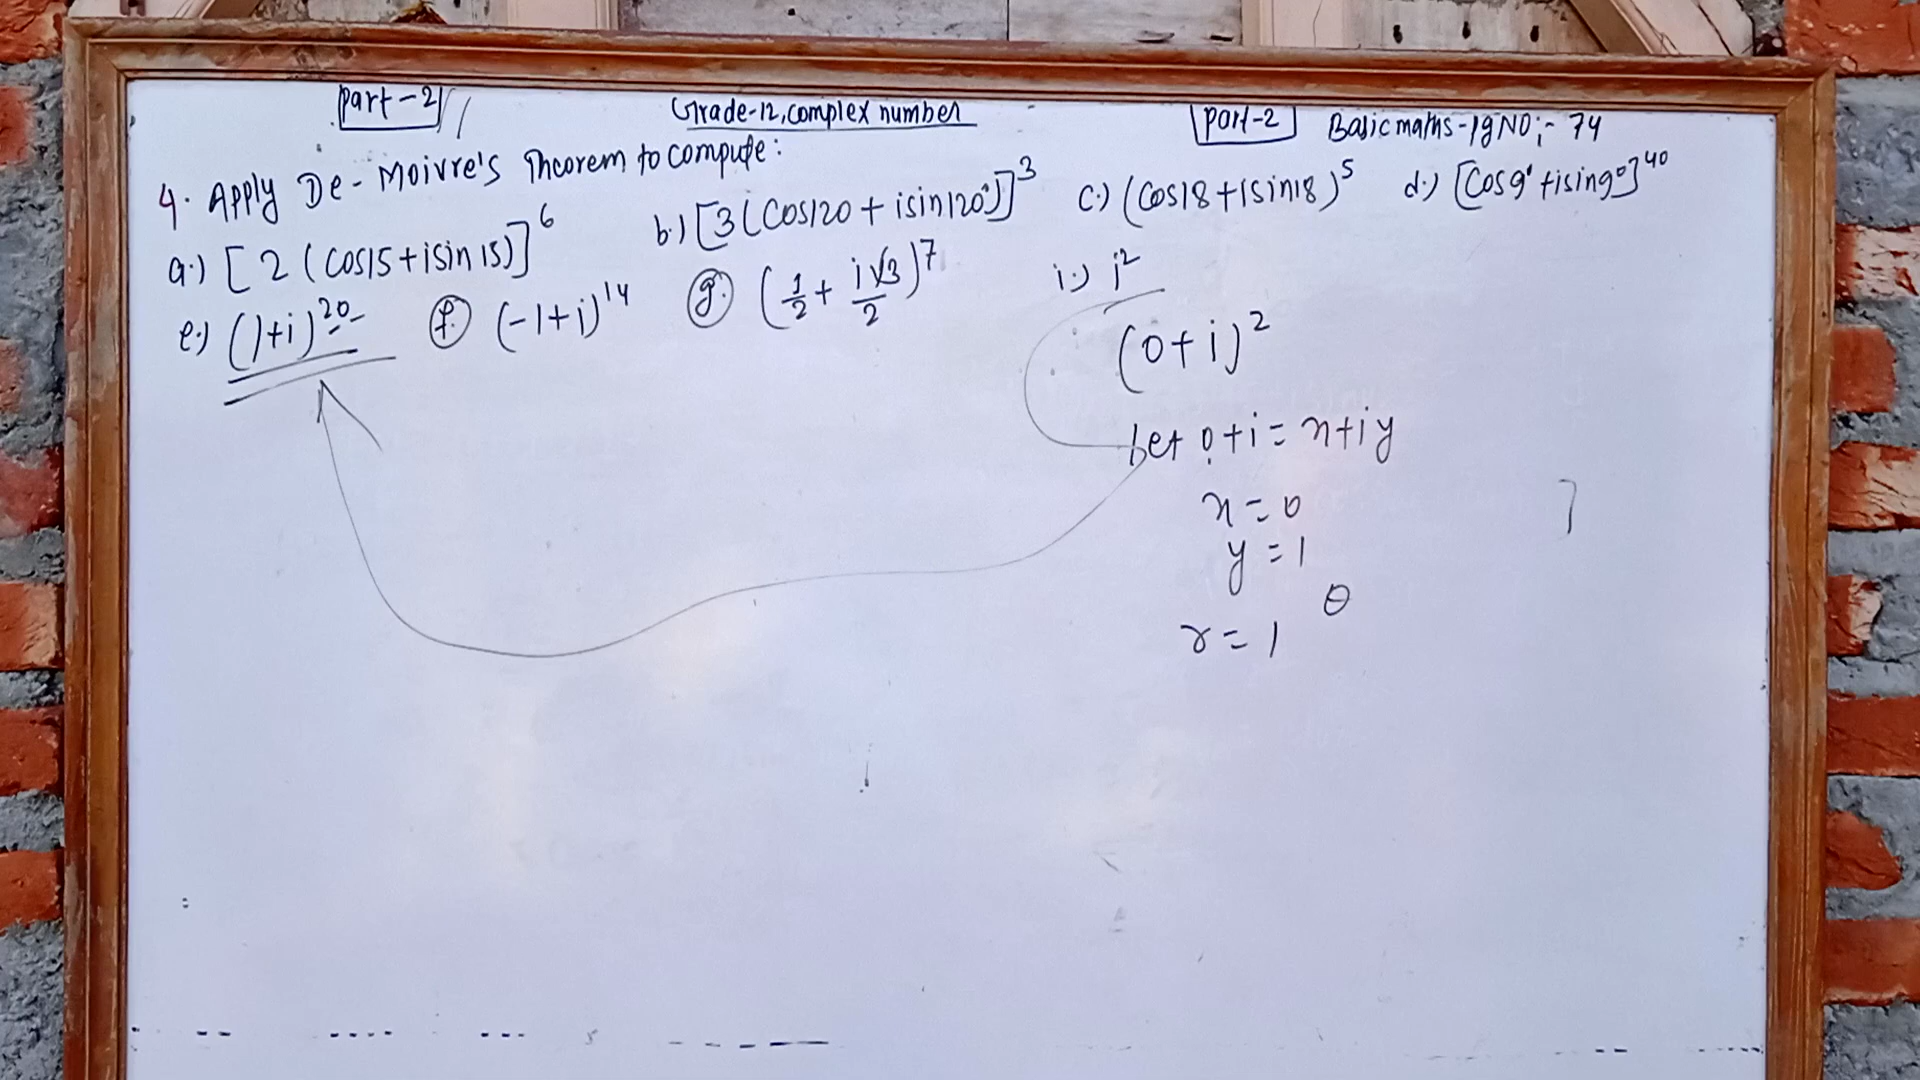 Part-2 Grade-12, complex number Part-2 Basic maths - Pg NO;- 74
4. Apply De-Moivre's Theorem to compute:
a.) [2(cos15+isin15)]^6 b.) [3(cos120+isin120°)]^3 c.) (cos18+isin18)^5 d.) [cos9°+isin9°]^40
e.) (1+i)^20 f. (-1+i)^14 g. (1/2 + i√3/2)^7 i.) i^2
(0+i)^2
let 0+i = x+iy
x=0
y=1
θ
r=1